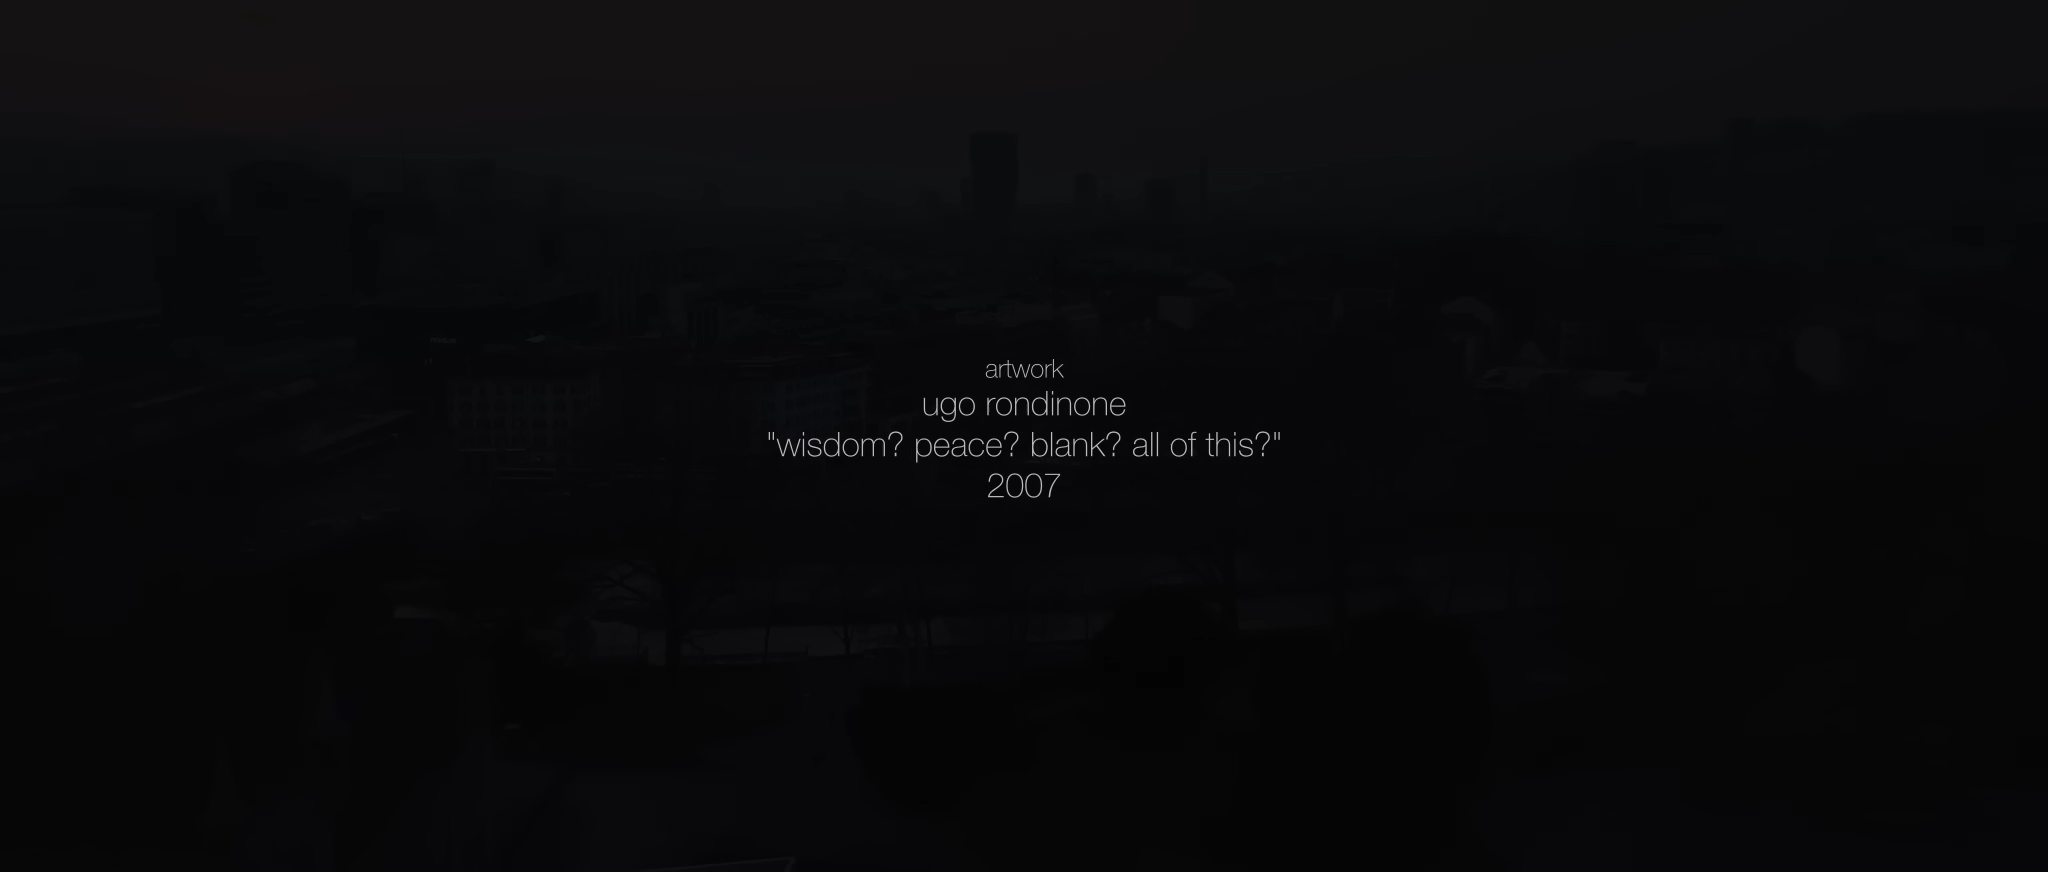 artwork
ugo rondinone
"wisdom? peace? blank? all of this?"
2007